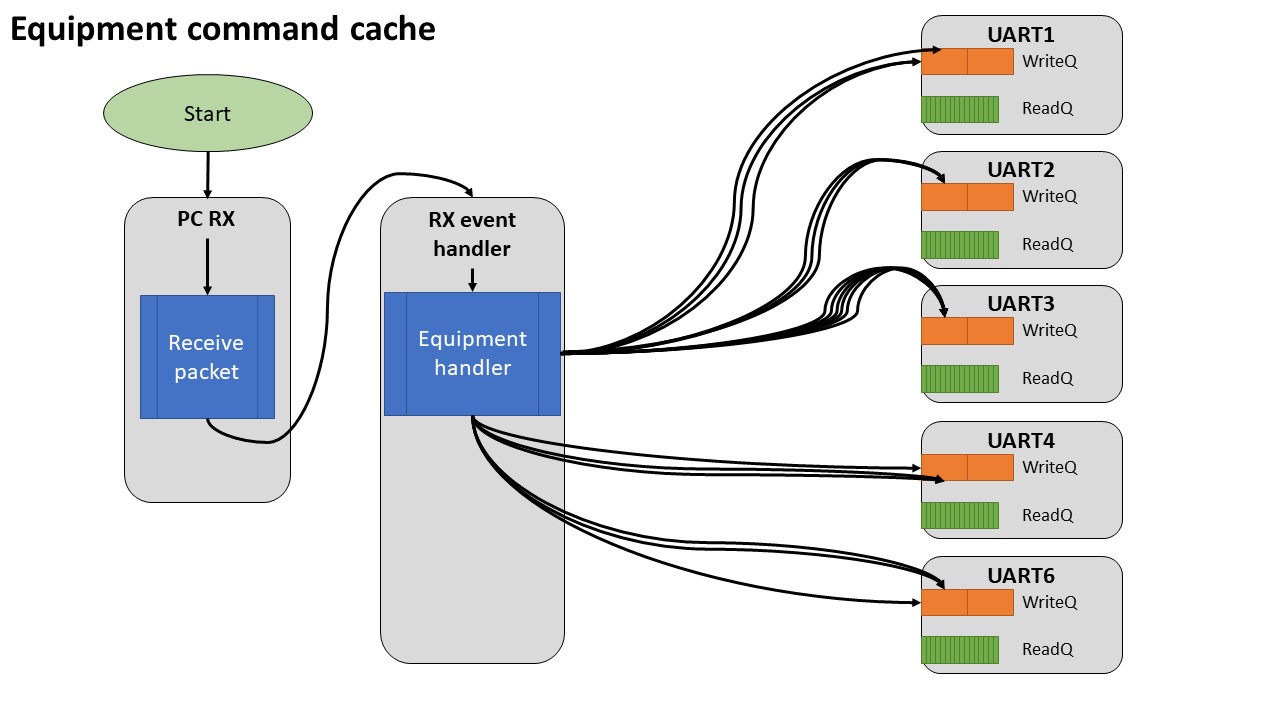 Equipment command cache
Start
PC RX
Receive
packet
RX event
handler
Equipment
handler
UART1
WriteQ
ReadQ
UART2
WriteQ
ReadQ
UART3
WriteQ
ReadQ
UART4
WriteQ
ReadQ
UART6
WriteQ
ReadQ